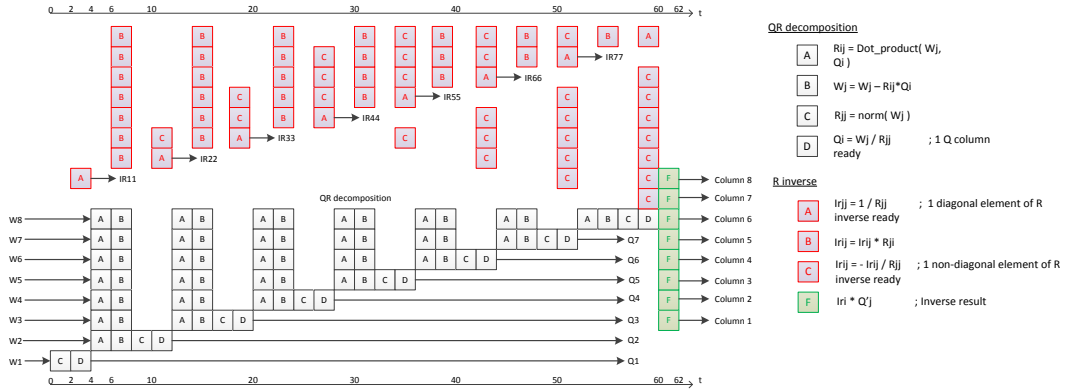 0 2 4 6 10 20 30 40 50 60 62 t
B B B B C B C B C B A
B B B C B C B C B A IR77
B B B C B C B A IR66 C
B B C B C B A IR55 C C
B B C B A IR44 C C C
B C B A IR33 C C C C
B A IR22 C C C
A IR11 C C F Column 8
QR decomposition C F Column 7
W8 A B A B A B A B A B A B A B C D F Column 6
W7 A B A B A B A B A B A B C D Q7 F Column 5
W6 A B A B A B A B A B C D Q6 F Column 4
W5 A B A B A B A B C D Q5 F Column 3
W4 A B A B A B C D Q4 F Column 2
W3 A B A B C D Q3 F Column 1
W2 A B C D Q2
W1 C D Q1
0 2 4 6 10 20 30 40 50 60 62 t
QR decomposition
A Rij = Dot_product( Wj,
Qi )
B Wj = Wj – Rij*Qi
C Rjj = norm( Wj )
D Qi = Wj / Rjj ; 1 Q column
ready
R inverse
A Irjj = 1 / Rjj ; 1 diagonal element of R
inverse ready
B Irij = Irij * Rji
C Irij = - Irij / Rjj ; 1 non-diagonal element of R
inverse ready
F Iri * Q'j ; Inverse result